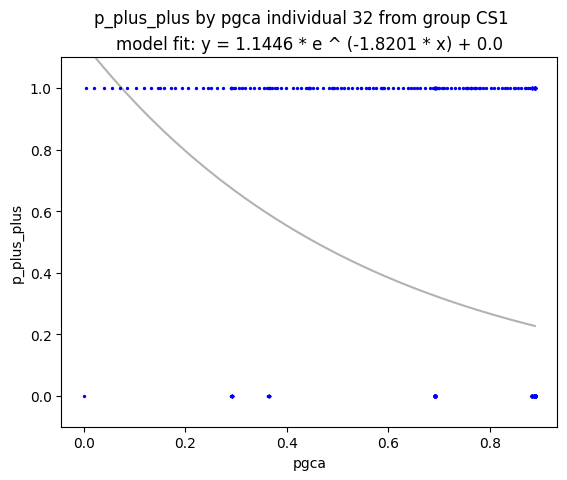 p_plus_plus by pgca individual 32 from group CS1
model fit: y = 1.1446 * e ^ (-1.8201 * x) + 0.0
1.0
0.8
0.6
0.4
0.2
0.0
p_plus_plus
0.0 0.2 0.4 0.6 0.8
pgca